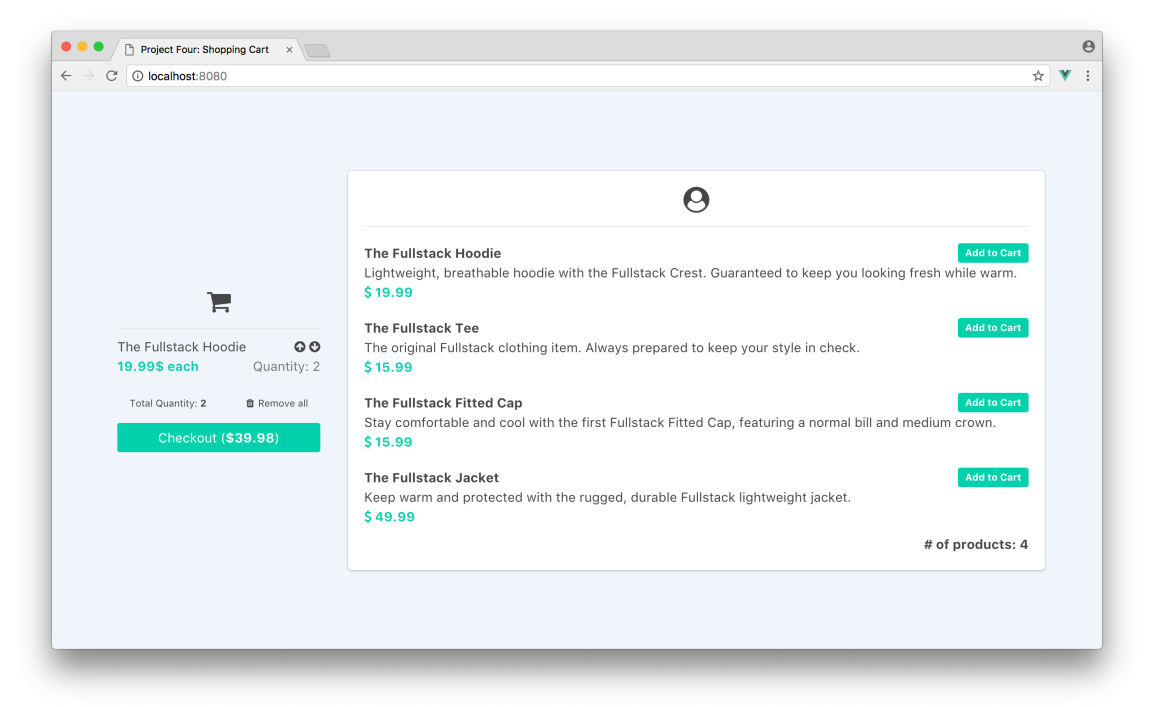 Project Four: Shopping Cart
localhost:8080
The Fullstack Hoodie
19.99$ each
Quantity: 2
Total Quantity: 2
Remove all
Checkout ($39.98)
The Fullstack Hoodie
Add to Cart
Lightweight, breathable hoodie with the Fullstack Crest. Guaranteed to keep you looking fresh while warm.
$ 19.99
The Fullstack Tee
Add to Cart
The original Fullstack clothing item. Always prepared to keep your style in check.
$ 15.99
The Fullstack Fitted Cap
Add to Cart
Stay comfortable and cool with the first Fullstack Fitted Cap, featuring a normal bill and medium crown.
$ 15.99
The Fullstack Jacket
Add to Cart
Keep warm and protected with the rugged, durable Fullstack lightweight jacket.
$ 49.99
# of products: 4